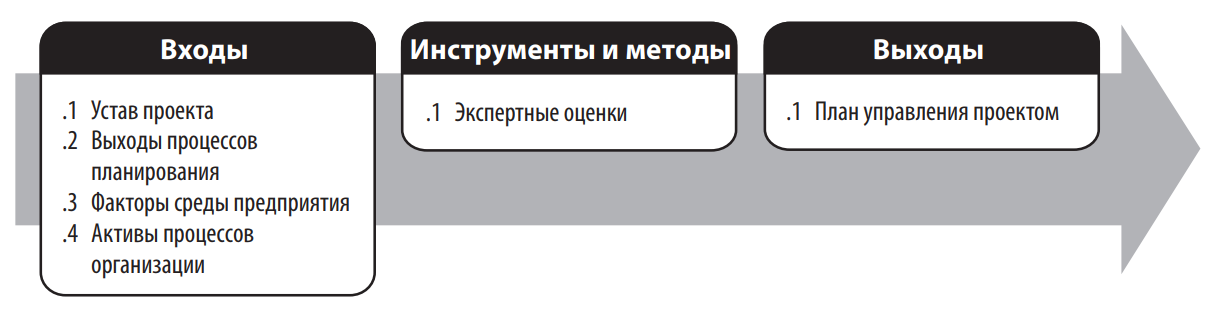 Входы
.1 Устав проекта
.2 Выходы процессов
планирования
.3 Факторы среды предприятия
.4 Активы процессов
организации
Инструменты и методы
.1 Экспертные оценки
Выходы
.1 План управления проектом